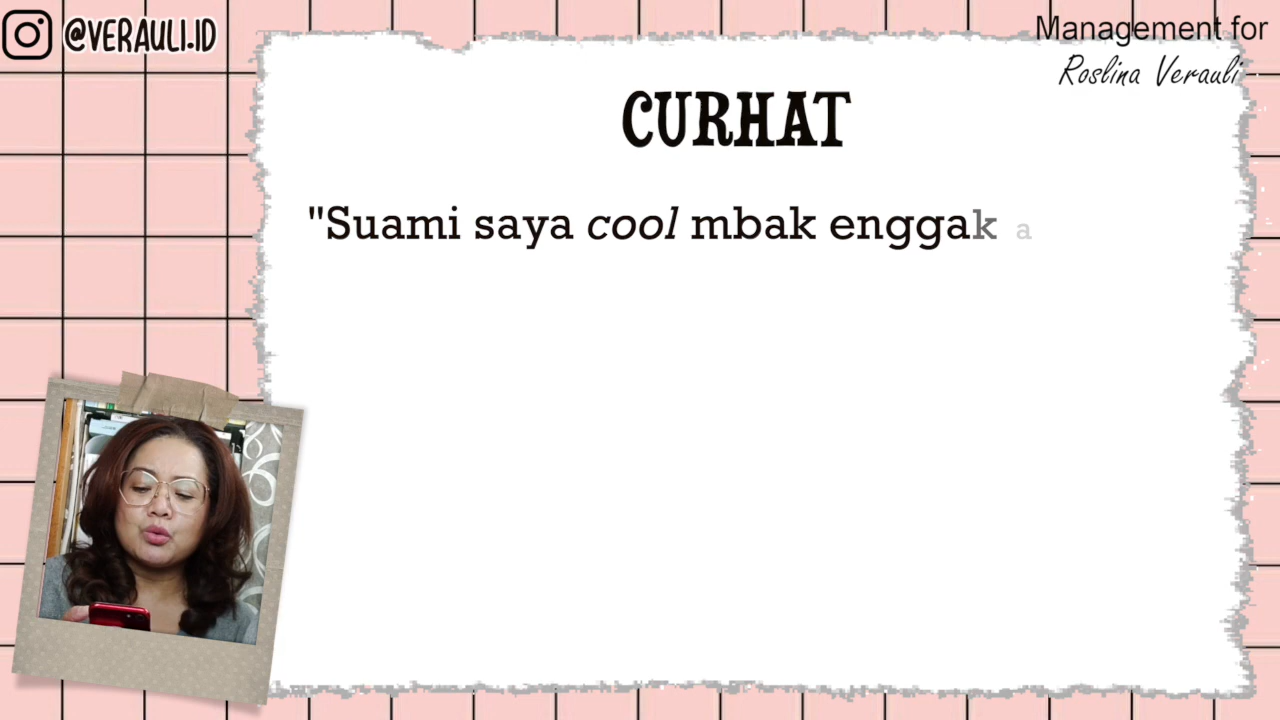 @VERAULI.ID
Management for
Roslina Verauli
CURHAT
"Suami saya cool mbak enggak a